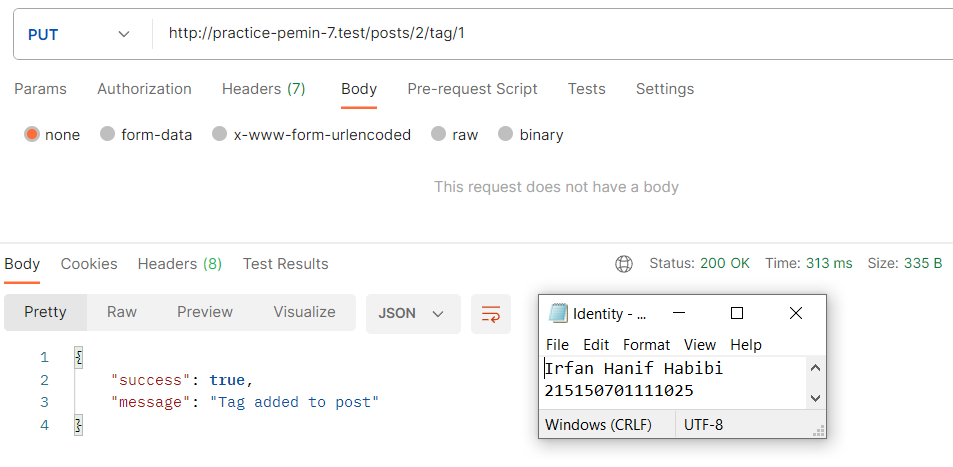 PUT http://practice-pemin-7.test/posts/2/tag/1
Params Authorization Headers (7) Body Pre-request Script Tests Settings
none form-data x-www-form-urlencoded raw binary
This request does not have a body
Body Cookies Headers (8) Test Results Status: 200 OK Time: 313 ms Size: 335 B
Pretty Raw Preview Visualize JSON
1 {
2 "success": true,
3 "message": "Tag added to post"
4 }
Identity - ...
File Edit Format View Help
Irfan Hanif Habibi
215150701111025
Windows (CRLF) UTF-8